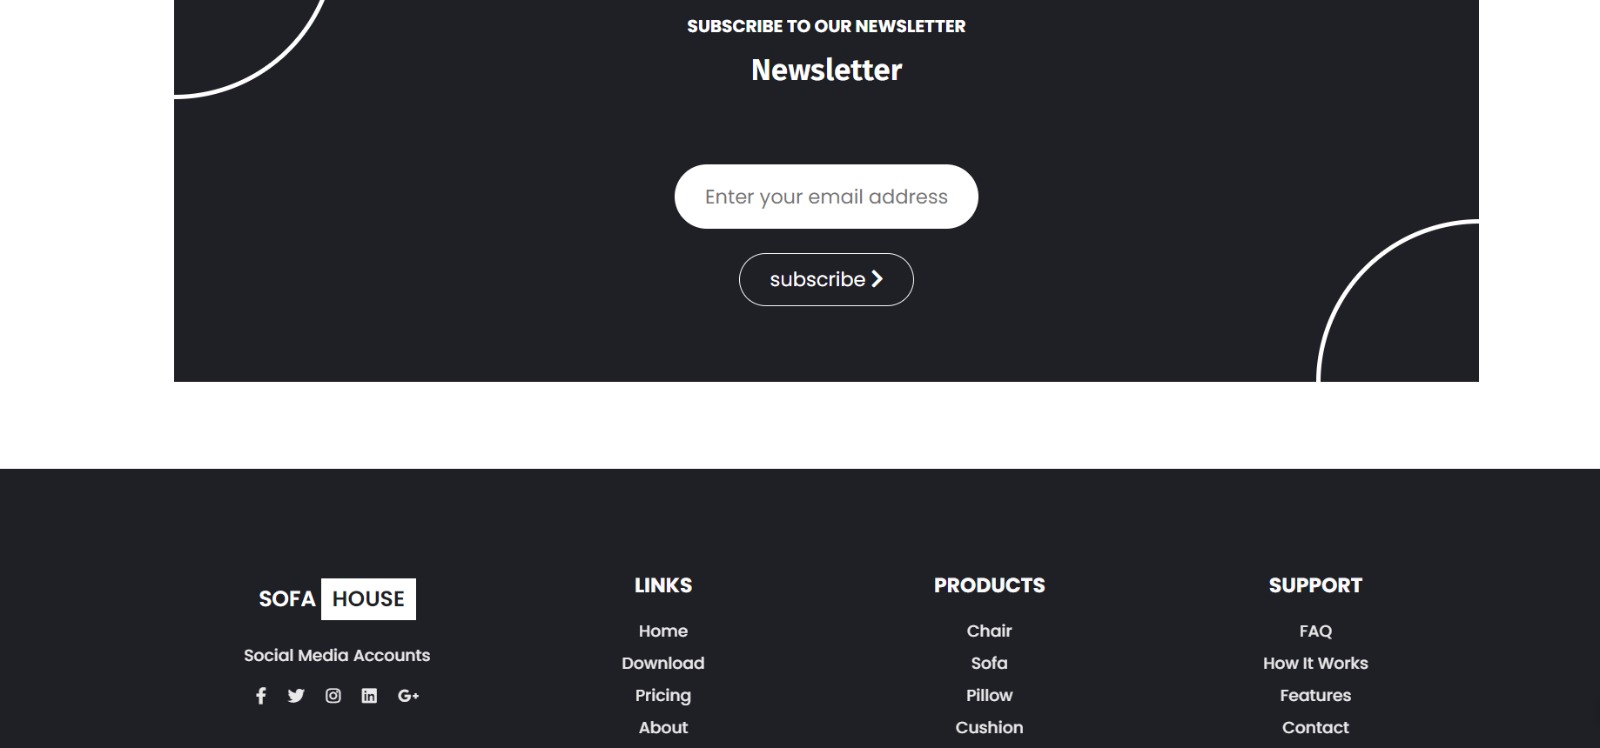 SUBSCRIBE TO OUR NEWSLETTER
Newsletter
Enter your email address
subscribe
SOFA HOUSE
Social Media Accounts
LINKS
Home
Download
Pricing
About
PRODUCTS
Chair
Sofa
Pillow
Cushion
SUPPORT
FAQ
How It Works
Features
Contact